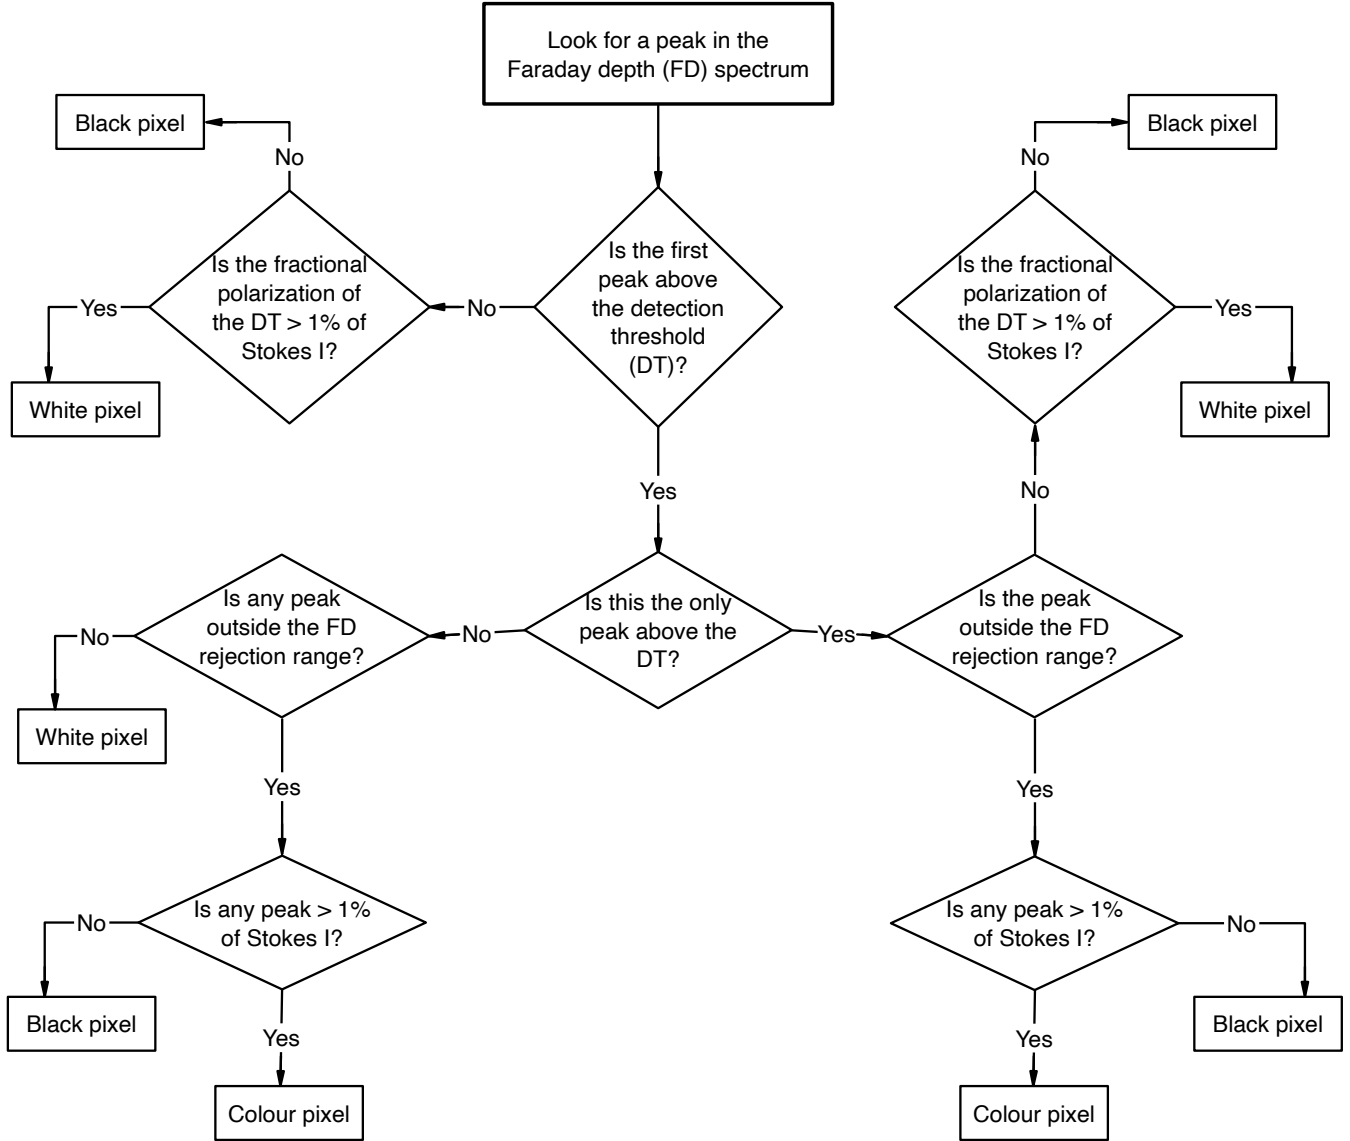 Look for a peak in the
Faraday depth (FD) spectrum
Black pixel
Black pixel
No
No
Is the fractional
polarization of
the DT > 1% of
Stokes I?
Yes
No
Is the first
peak above
the detection
threshold
(DT)?
Is the fractional
polarization of
the DT > 1% of
Stokes I?
Yes
White pixel
White pixel
Yes
No
Is any peak
outside the FD
rejection range?
No
No
Is this the only
peak above the
DT?
Yes
Is the peak
outside the FD
rejection range?
White pixel
Yes
Yes
Is any peak > 1%
of Stokes I?
No
Is any peak > 1%
of Stokes I?
No
Black pixel
Black pixel
Yes
Yes
Colour pixel
Colour pixel